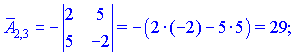 A̅₂,₃ = −|2 5; 5 −2| = −(2·(−2) − 5·5) = 29;